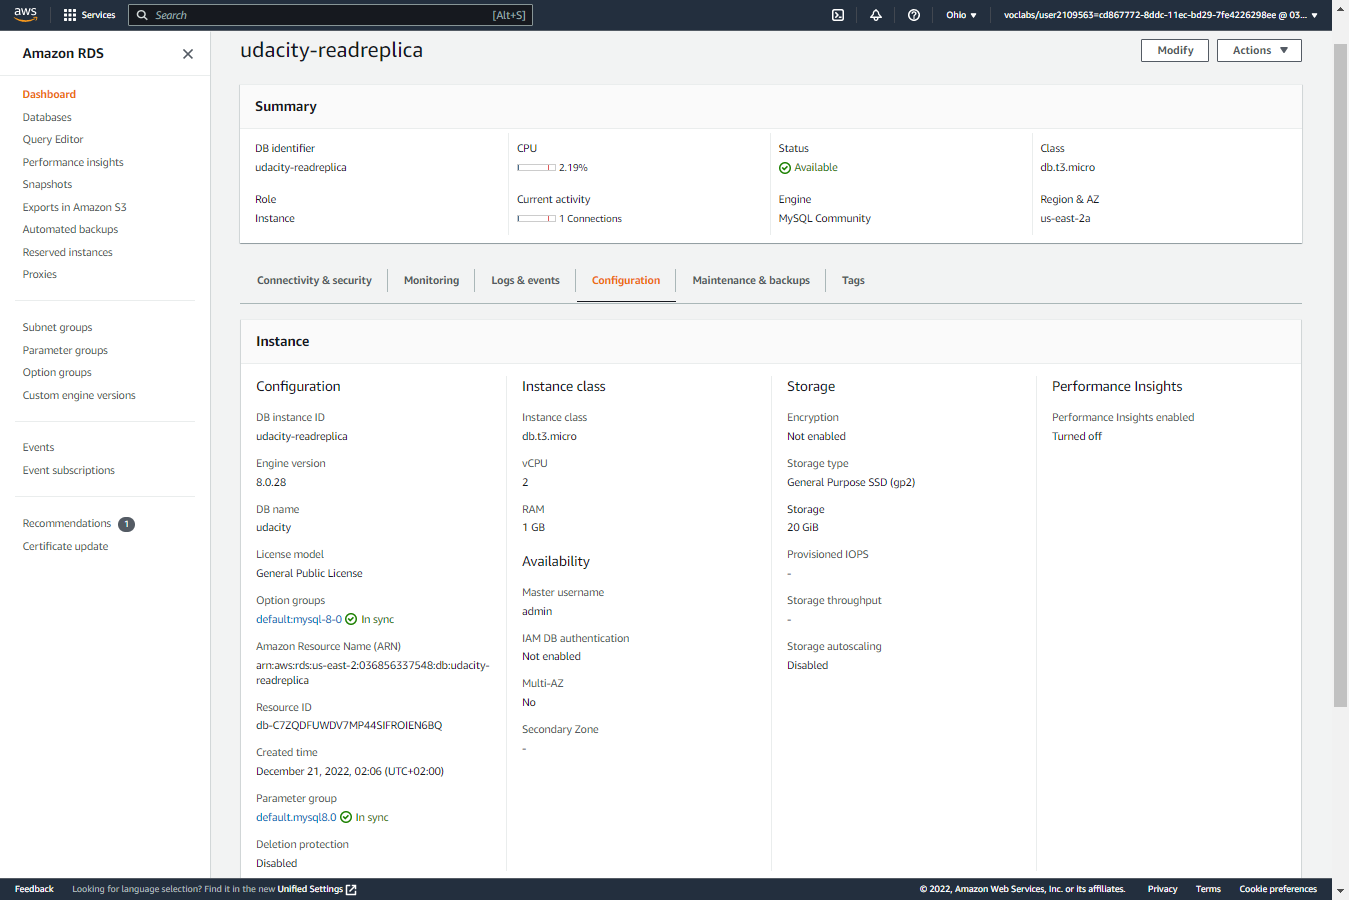 aws Services Search [Alt+S] Ohio voclabs/user2109563=cd867772-8ddc-11ec-bd29-7fe4226298ee @ 03...
Amazon RDS
Dashboard
Databases
Query Editor
Performance insights
Snapshots
Exports in Amazon S3
Automated backups
Reserved instances
Proxies
Subnet groups
Parameter groups
Option groups
Custom engine versions
Events
Event subscriptions
Recommendations 1
Certificate update
udacity-readreplica
Modify Actions
Summary
DB identifier
udacity-readreplica
Role
Instance
CPU
2.19%
Current activity
1 Connections
Status
Available
Engine
MySQL Community
Class
db.t3.micro
Region & AZ
us-east-2a
Connectivity & security Monitoring Logs & events Configuration Maintenance & backups Tags
Instance
Configuration
DB instance ID
udacity-readreplica
Engine version
8.0.28
DB name
udacity
License model
General Public License
Option groups
default:mysql-8-0 In sync
Amazon Resource Name (ARN)
arn:aws:rds:us-east-2:036856337548:db:udacity-
readreplica
Resource ID
db-C7ZQDFUWDV7MP44SIFROIEN6BQ
Created time
December 21, 2022, 02:06 (UTC+02:00)
Parameter group
default.mysql8.0 In sync
Deletion protection
Disabled
Instance class
Instance class
db.t3.micro
vCPU
2
RAM
1 GB
Availability
Master username
admin
IAM DB authentication
Not enabled
Multi-AZ
No
Secondary Zone
-
Storage
Encryption
Not enabled
Storage type
General Purpose SSD (gp2)
Storage
20 GiB
Provisioned IOPS
-
Storage throughput
-
Storage autoscaling
Disabled
Performance Insights
Performance Insights enabled
Turned off
Feedback Looking for language selection? Find it in the new Unified Settings © 2022, Amazon Web Services, Inc. or its affiliates. Privacy Terms Cookie preferences